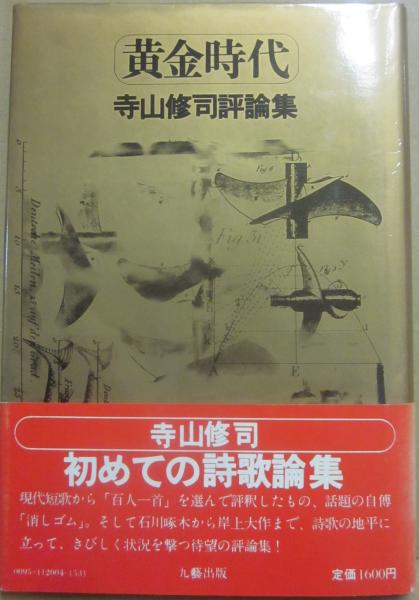 黄金時代
寺山修司評論集
Fig. 31
A
E
寺山修司
初めての詩歌論集
現代短歌から「百人一首」を選んで評釈したもの、話題の自傳
「消しゴム」。そして石川啄木から岸上大作まで、詩歌の地平に
立って、きびしく状況を撃つ待望の評論集!
0095-112004-1531
九藝出版
定価1600円